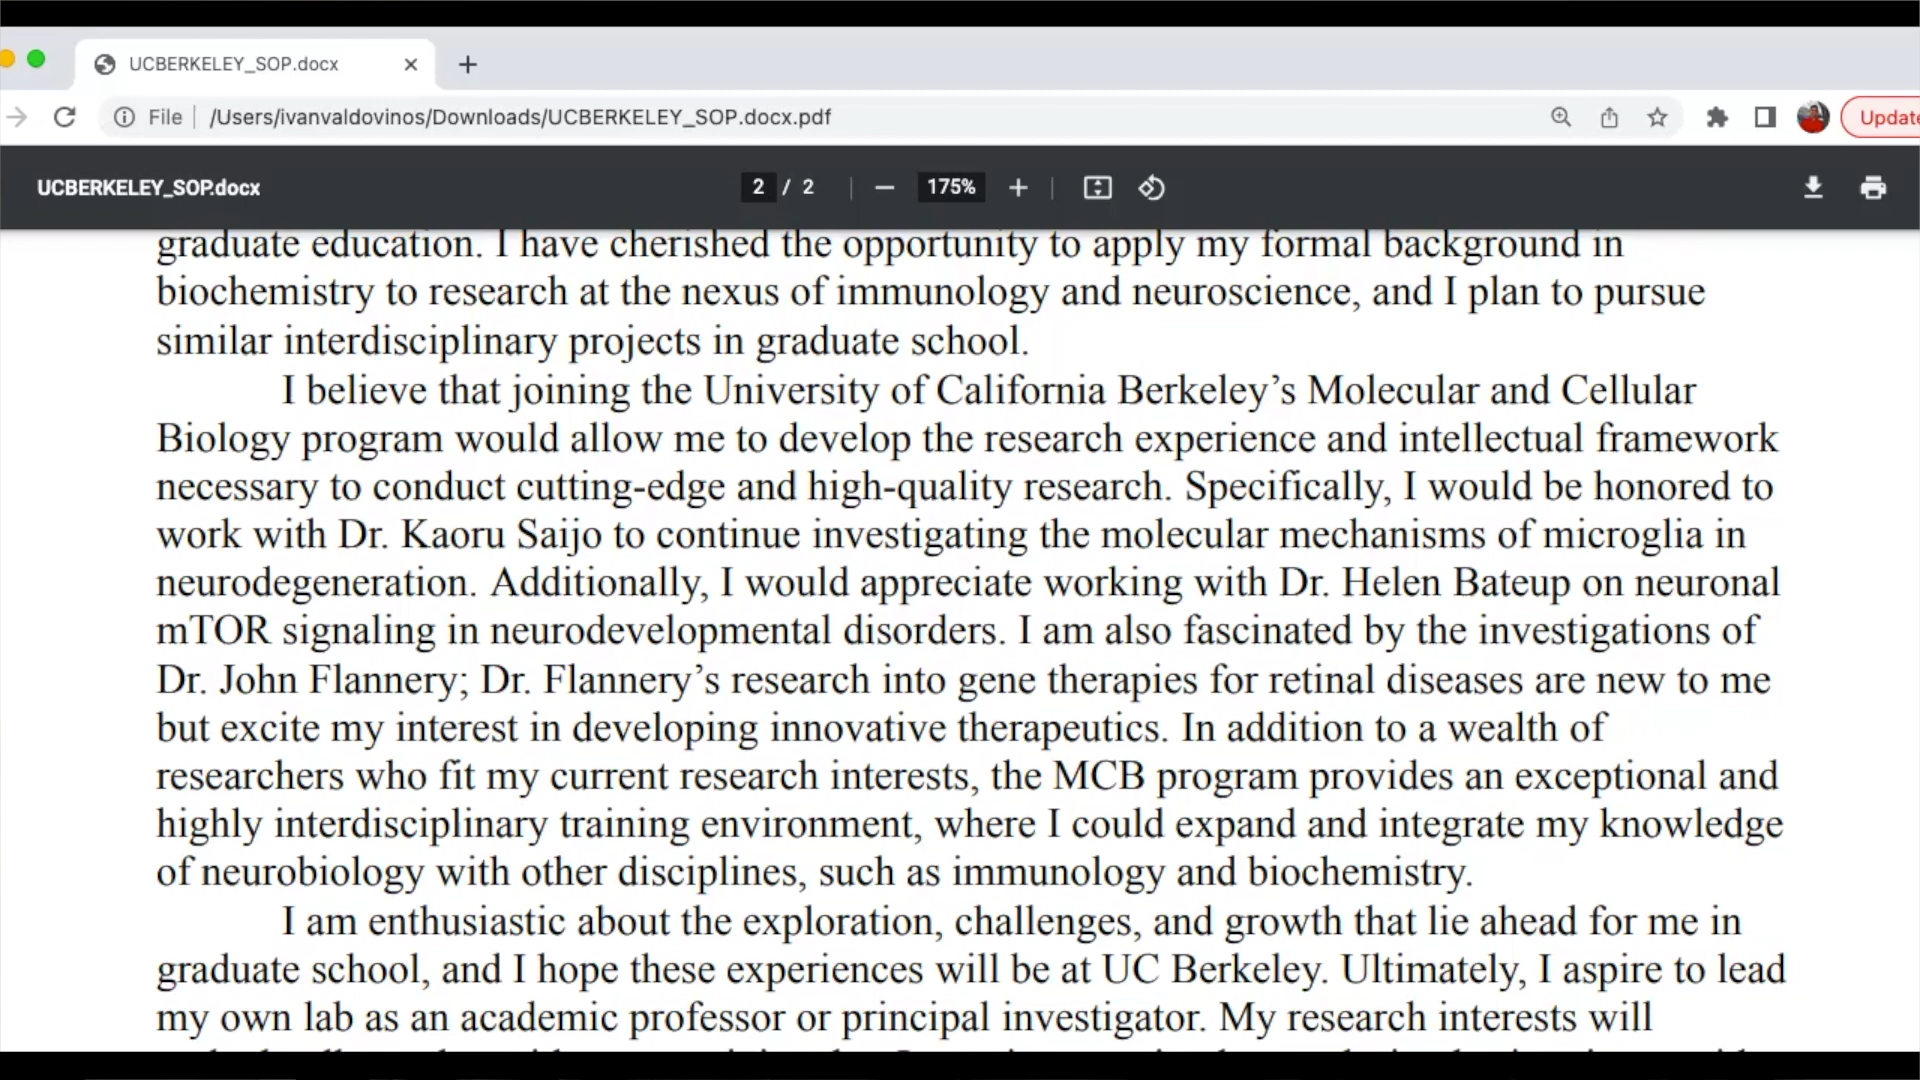 UCBERKELEY_SOP.docx
File | /Users/ivanvaldovinos/Downloads/UCBERKELEY_SOP.docx.pdf Update
UCBERKELEY_SOP.docx 2 / 2 175%
graduate education. I have cherished the opportunity to apply my formal background in
biochemistry to research at the nexus of immunology and neuroscience, and I plan to pursue
similar interdisciplinary projects in graduate school.
I believe that joining the University of California Berkeley’s Molecular and Cellular
Biology program would allow me to develop the research experience and intellectual framework
necessary to conduct cutting-edge and high-quality research. Specifically, I would be honored to
work with Dr. Kaoru Saijo to continue investigating the molecular mechanisms of microglia in
neurodegeneration. Additionally, I would appreciate working with Dr. Helen Bateup on neuronal
mTOR signaling in neurodevelopmental disorders. I am also fascinated by the investigations of
Dr. John Flannery; Dr. Flannery’s research into gene therapies for retinal diseases are new to me
but excite my interest in developing innovative therapeutics. In addition to a wealth of
researchers who fit my current research interests, the MCB program provides an exceptional and
highly interdisciplinary training environment, where I could expand and integrate my knowledge
of neurobiology with other disciplines, such as immunology and biochemistry.
I am enthusiastic about the exploration, challenges, and growth that lie ahead for me in
graduate school, and I hope these experiences will be at UC Berkeley. Ultimately, I aspire to lead
my own lab as an academic professor or principal investigator. My research interests will